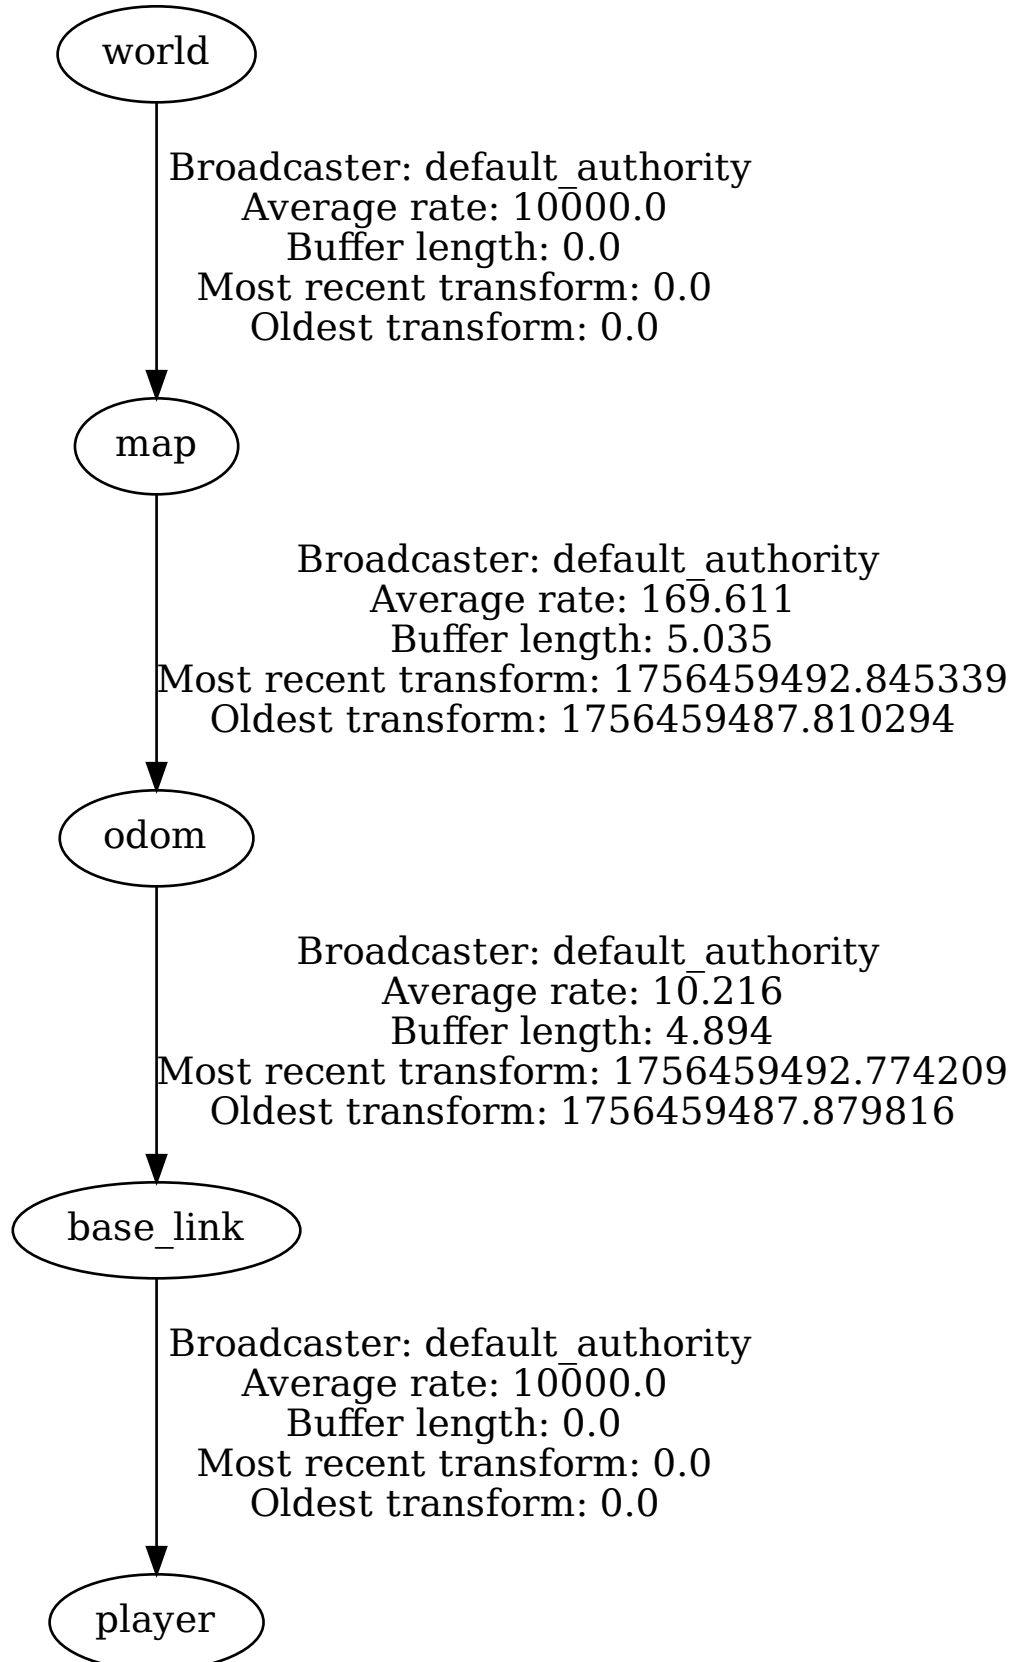 world
Broadcaster: default_authority
Average rate: 10000.0
Buffer length: 0.0
Most recent transform: 0.0
Oldest transform: 0.0
map
Broadcaster: default_authority
Average rate: 169.611
Buffer length: 5.035
Most recent transform: 1756459492.845339
Oldest transform: 1756459487.810294
odom
Broadcaster: default_authority
Average rate: 10.216
Buffer length: 4.894
Most recent transform: 1756459492.774209
Oldest transform: 1756459487.879816
base_link
Broadcaster: default_authority
Average rate: 10000.0
Buffer length: 0.0
Most recent transform: 0.0
Oldest transform: 0.0
player